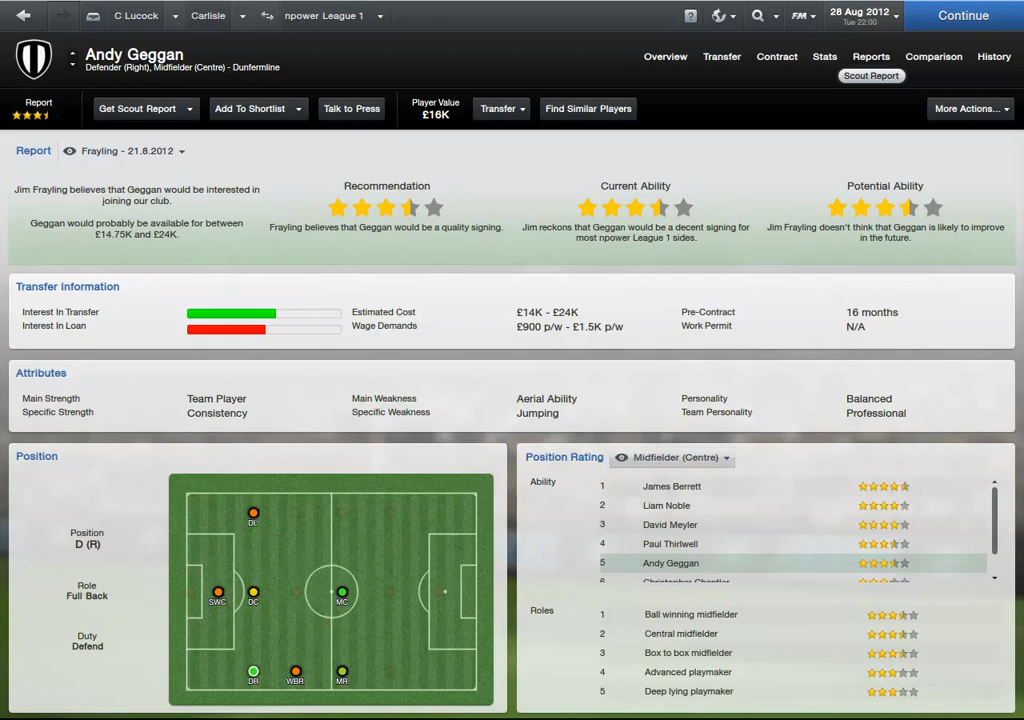 C Lucock
Carlisle
npower League 1
?
FM
28 Aug 2012
Tue 22:00
Continue
Andy Geggan
Defender (Right), Midfielder (Centre) - Dunfermline
Overview
Transfer
Contract
Stats
Reports
Comparison
History
Scout Report
Report
Get Scout Report
Add To Shortlist
Talk to Press
Player Value
£16K
Transfer
Find Similar Players
More Actions...
Report
Frayling - 21.8.2012
Jim Frayling believes that Geggan would be interested in
joining our club.
Geggan would probably be available for between
£14.75K and £24K.
Recommendation
Frayling believes that Geggan would be a quality signing.
Current Ability
Jim reckons that Geggan would be a decent signing for
most npower League 1 sides.
Potential Ability
Jim Frayling doesn't think that Geggan is likely to improve
in the future.
Transfer Information
Interest In Transfer
Interest In Loan
Estimated Cost
Wage Demands
£14K - £24K
£900 p/w - £1.5K p/w
Pre-Contract
Work Permit
16 months
N/A
Attributes
Main Strength
Specific Strength
Team Player
Consistency
Main Weakness
Specific Weakness
Aerial Ability
Jumping
Personality
Team Personality
Balanced
Professional
Position
Position
D (R)
Role
Full Back
Duty
Defend
DL
SWC
DC
MC
DR
WBR
MR
Position Rating
Midfielder (Centre)
Ability
1 James Berrett
2 Liam Noble
3 David Meyler
4 Paul Thirlwell
5 Andy Geggan
6 Christopher Chantler
Roles
1 Ball winning midfielder
2 Central midfielder
3 Box to box midfielder
4 Advanced playmaker
5 Deep lying playmaker